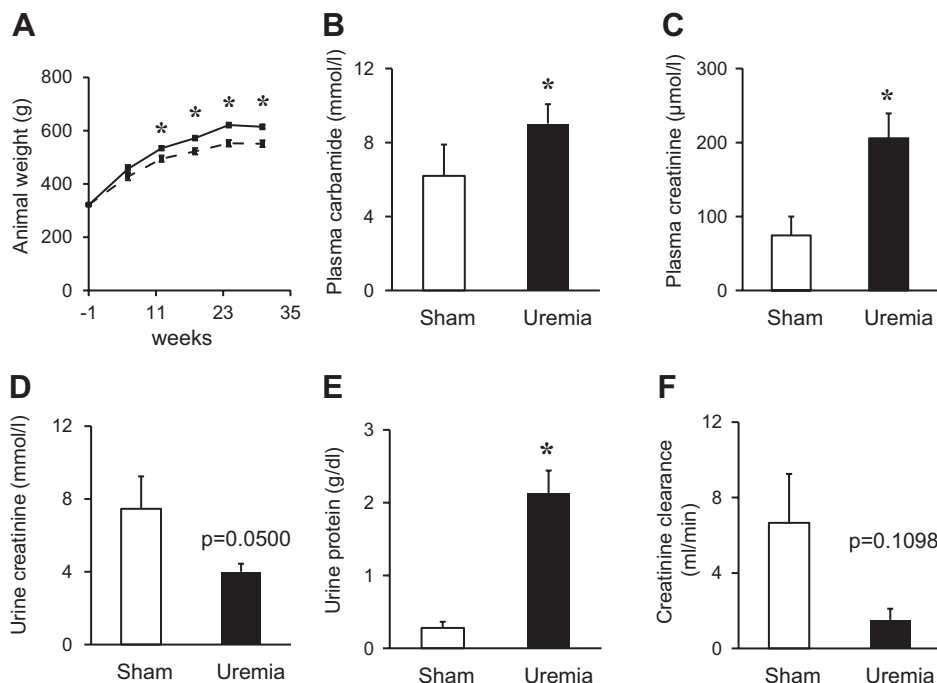 A
Animal weight (g)
800
600
400
200
0
* * * *
-1 11 23 35
weeks
B
Plasma carbamide (mmol/l)
12
8
4
0
*
Sham Uremia
C
Plasma creatinine (µmol/l)
300
200
100
0
*
Sham Uremia
D
Urine creatinine (mmol/l)
12
8
4
0
p=0.0500
Sham Uremia
E
Urine protein (g/dl)
3
2
1
0
*
Sham Uremia
F
Creatinine clearance
(ml/min)
12
8
4
0
p=0.1098
Sham Uremia